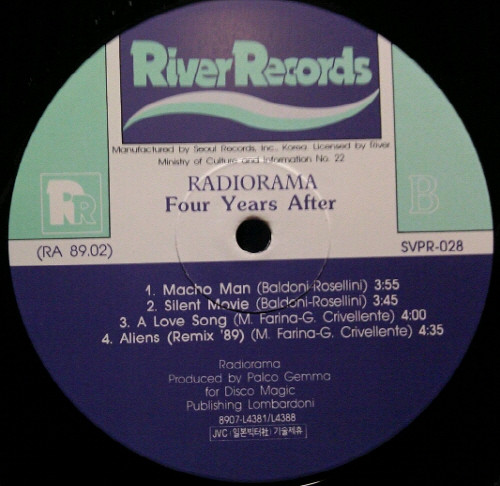 River Records
Manufactured by Seoul Records, Inc., Korea. Licensed by River
Ministry of Culture and Information No. 22
RADIORAMA
Four Years After
RR
B
(RA 89.02)
SVPR-028
1. Macho Man (Baldoni-Rosellini) 3:55
2. Silent Movie (Baldoni-Rosellini) 3:45
3. A Love Song (M. Farina-G. Crivellente) 4:00
4. Aliens (Remix '89) (M. Farina-G. Crivellente) 4:35
Radiorama
Produced by Palco Gemma
for Disco Magic
Publishing Lombardoni
8907-L4381/L4388
JVC 일본빅터社 기술제휴